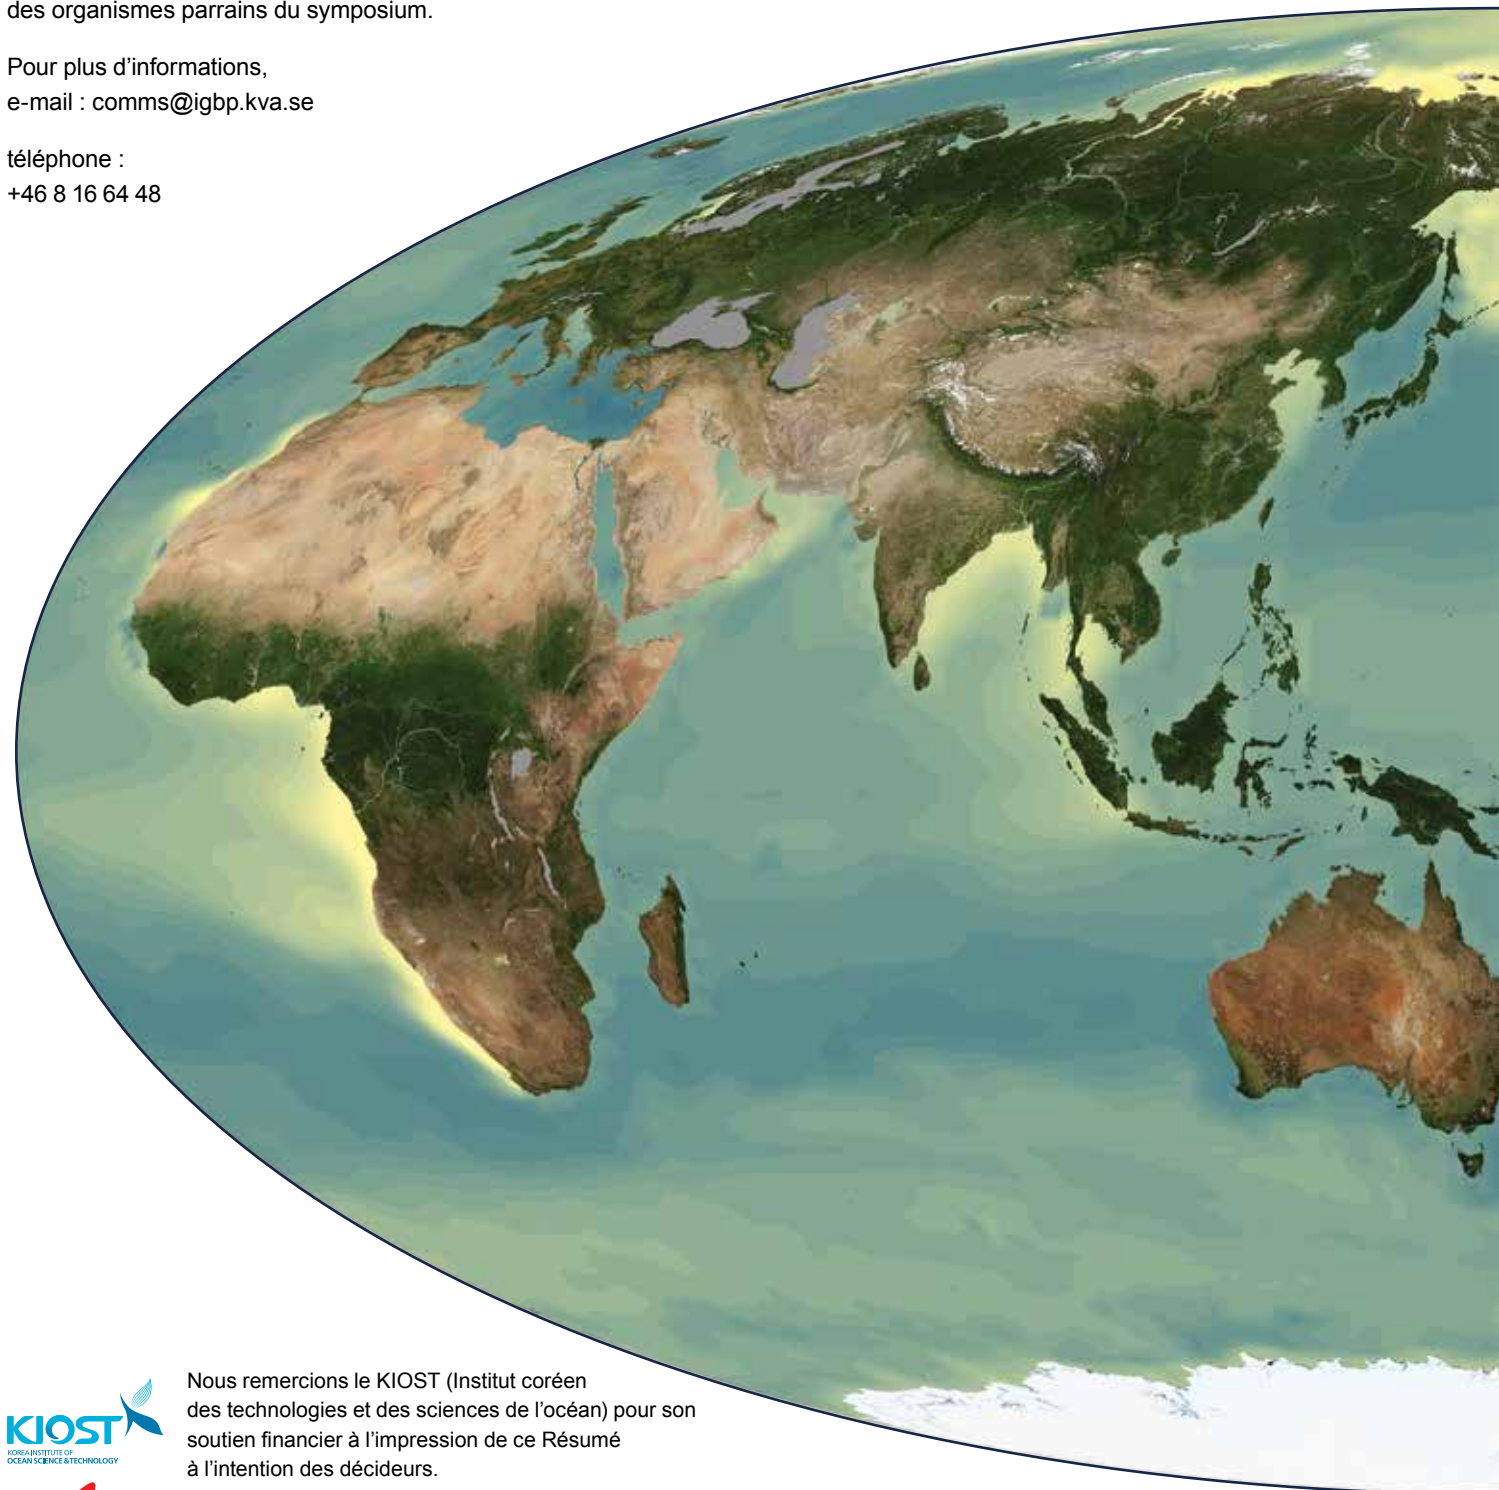 des organismes parrains du symposium.
Pour plus d’informations,
e-mail : comms@igbp.kva.se
téléphone :
+46 8 16 64 48
KIOST
KOREA INSTITUTE OF
OCEAN SCIENCE & TECHNOLOGY
Nous remercions le KIOST (Institut coréen
des technologies et des sciences de l’océan) pour son
soutien financier à l’impression de ce Résumé
à l’intention des décideurs.